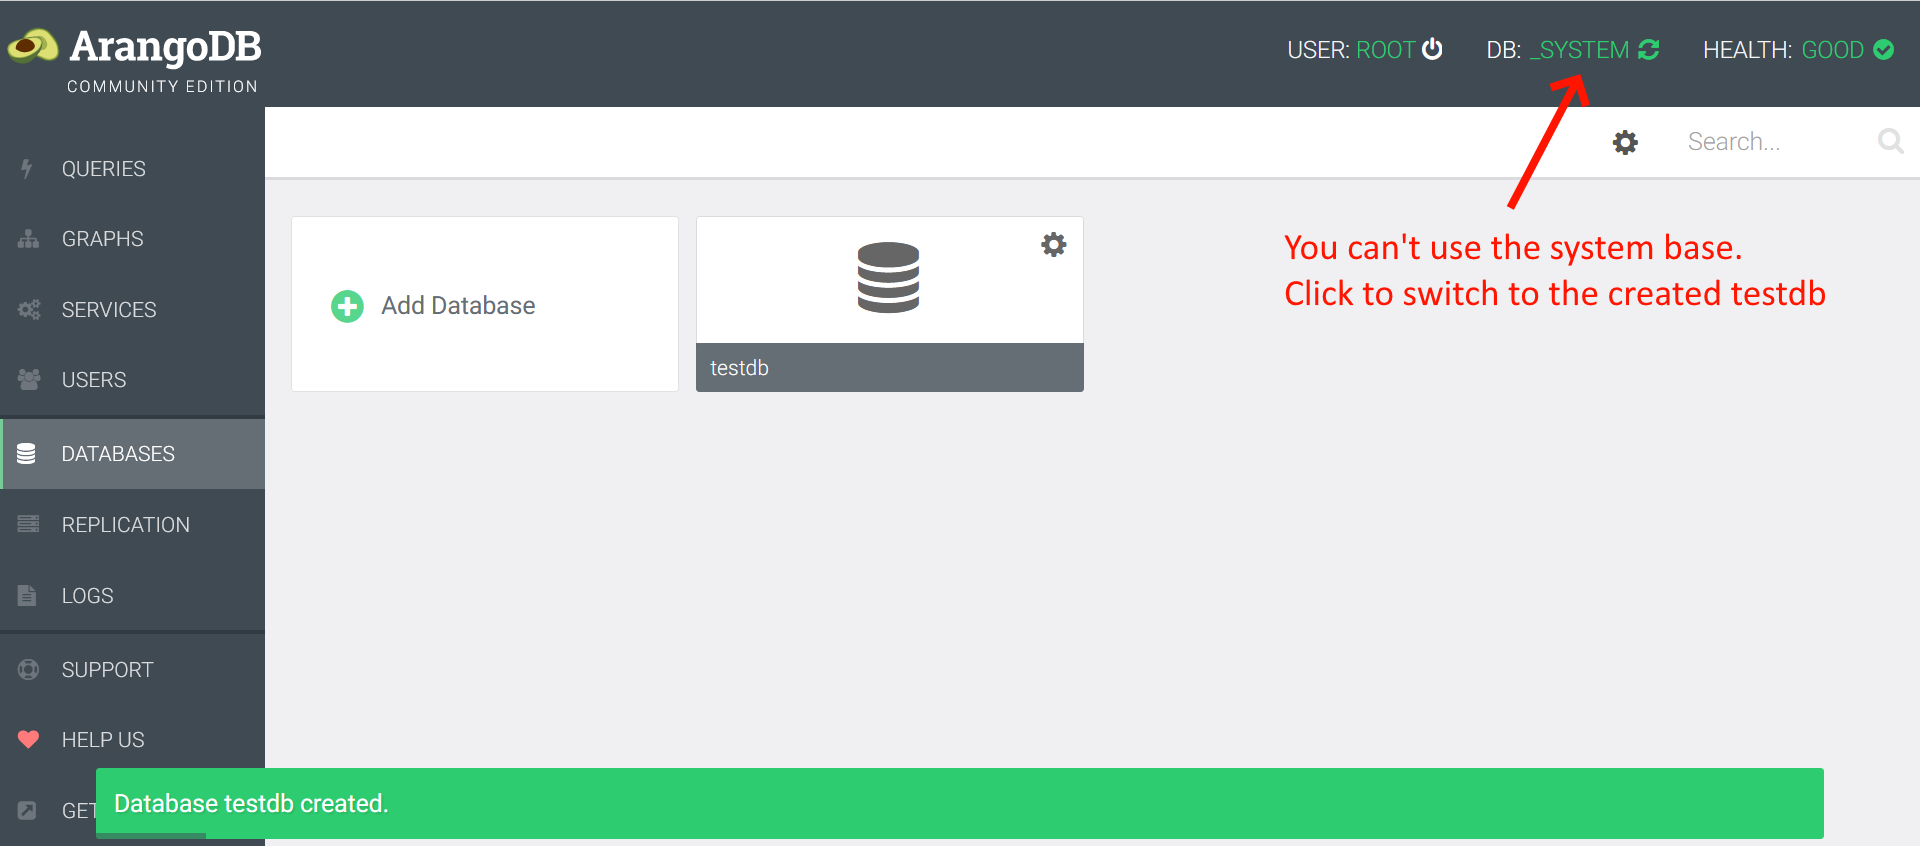 ArangoDB
COMMUNITY EDITION
USER: ROOT
DB: _SYSTEM
HEALTH: GOOD
Search...
QUERIES
GRAPHS
SERVICES
USERS
DATABASES
REPLICATION
LOGS
SUPPORT
HELP US
GET
Add Database
testdb
You can't use the system base.
Click to switch to the created testdb
Database testdb created.